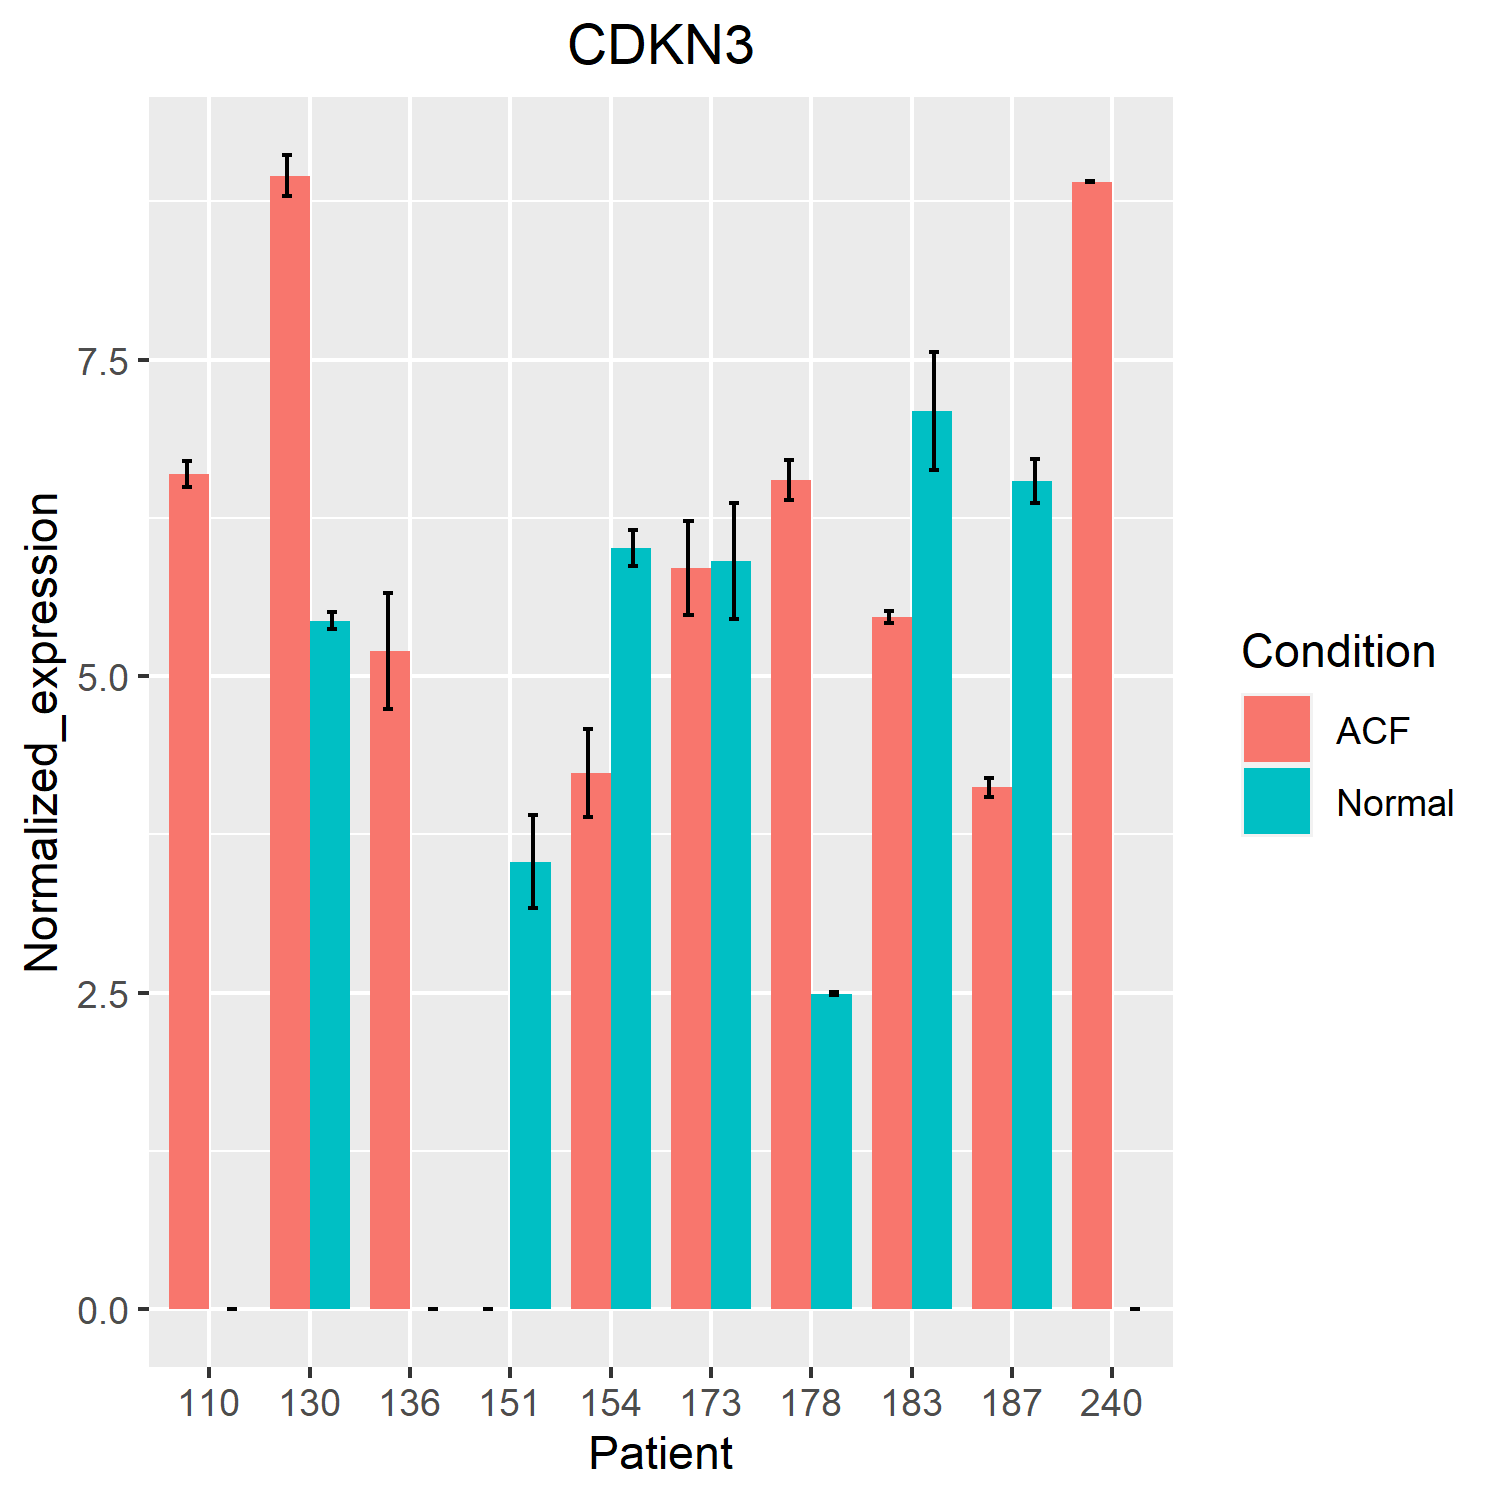 CDKN3
Normalized_expression
7.5
5.0
2.5
0.0
110 130 136 151 154 173 178 183 187 240
Patient
Condition
ACF
Normal